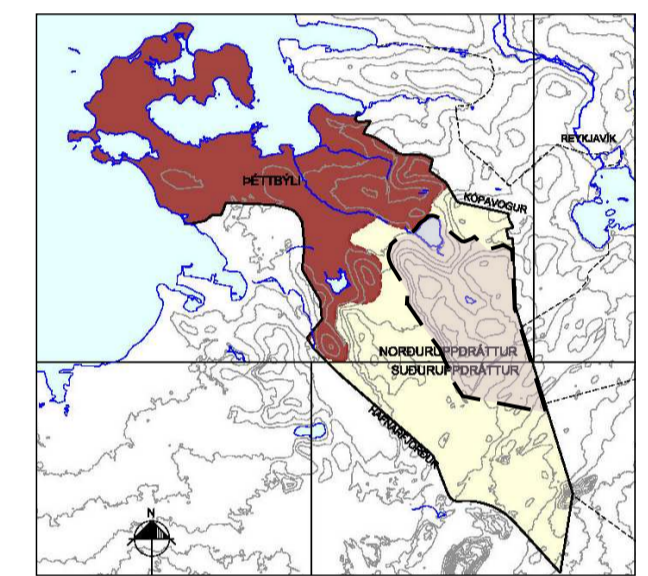 REYKJAVÍK
ÞÉTTBÝLI
KÓPAVOGUR
NORÐURUPPDRÁTTUR
SUÐURUPPDRÁTTUR
HAFNARFJÖRÐUR
N